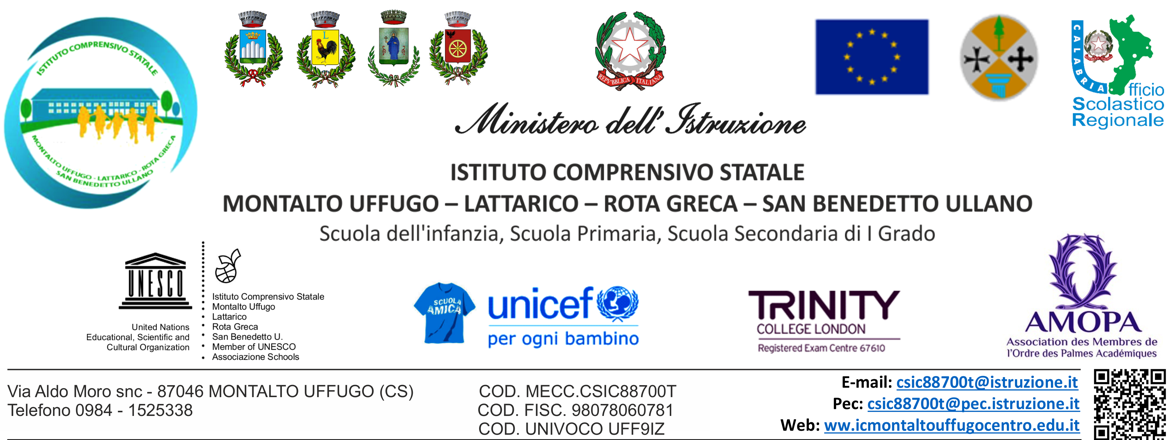 ISTITUTO COMPRENSIVO STATALE
MONTALTO UFFUGO - LATTARICO - ROTA GRECA
SAN BENEDETTO ULLANO
REPVBBLICA ITALIANA
CALABRIA
Ufficio
Scolastico
Regionale
Ministero dell'Istruzione
ISTITUTO COMPRENSIVO STATALE
MONTALTO UFFUGO – LATTARICO – ROTA GRECA – SAN BENEDETTO ULLANO
Scuola dell'infanzia, Scuola Primaria, Scuola Secondaria di I Grado
UNESCO
United Nations
Educational, Scientific and
Cultural Organization
Istituto Comprensivo Statale
Montalto Uffugo
Lattarico
Rota Greca
San Benedetto U.
Member of UNESCO
Associazione Schools
SCUOLA
AMICA
unicef
per ogni bambino
TRINITY
COLLEGE LONDON
Registered Exam Centre 67610
AMOPA
Association des Membres de
l'Ordre des Palmes Académiques
Via Aldo Moro snc - 87046 MONTALTO UFFUGO (CS)
Telefono 0984 - 1525338
COD. MECC.CSIC88700T
COD. FISC. 98078060781
COD. UNIVOCO UFF9IZ
E-mail: csic88700t@istruzione.it
Pec: csic88700t@pec.istruzione.it
Web: ww.icmontaltouffugocentro.edu.it